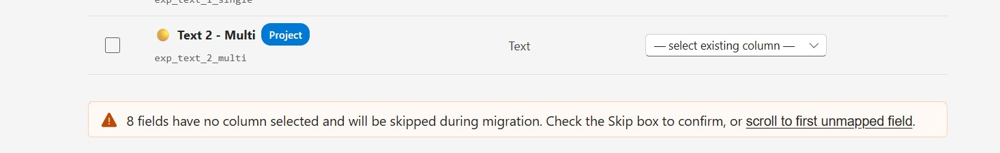 exp_text_1_single
Text 2 - Multi Project
exp_text_2_multi
Text
— select existing column —
8 fields have no column selected and will be skipped during migration. Check the Skip box to confirm, or scroll to first unmapped field.